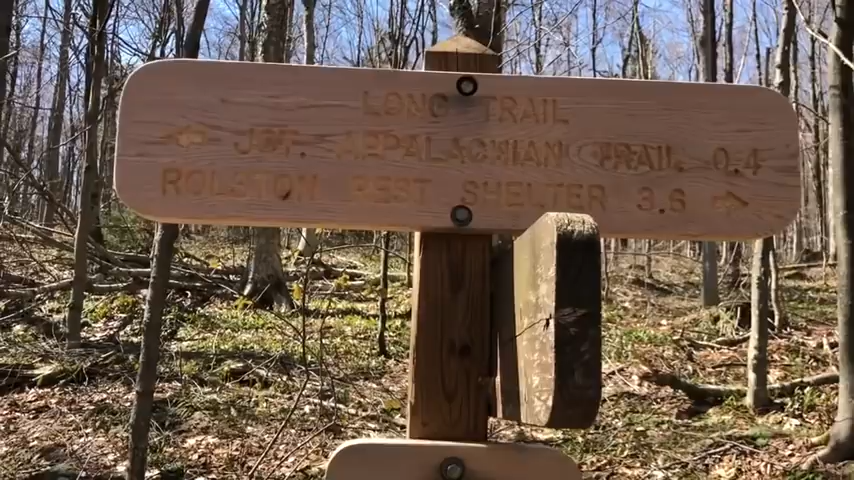 LONG TRAIL
← JCT. APPALACHIAN TRAIL 0.4
ROLSTON REST SHELTER 3.6 →